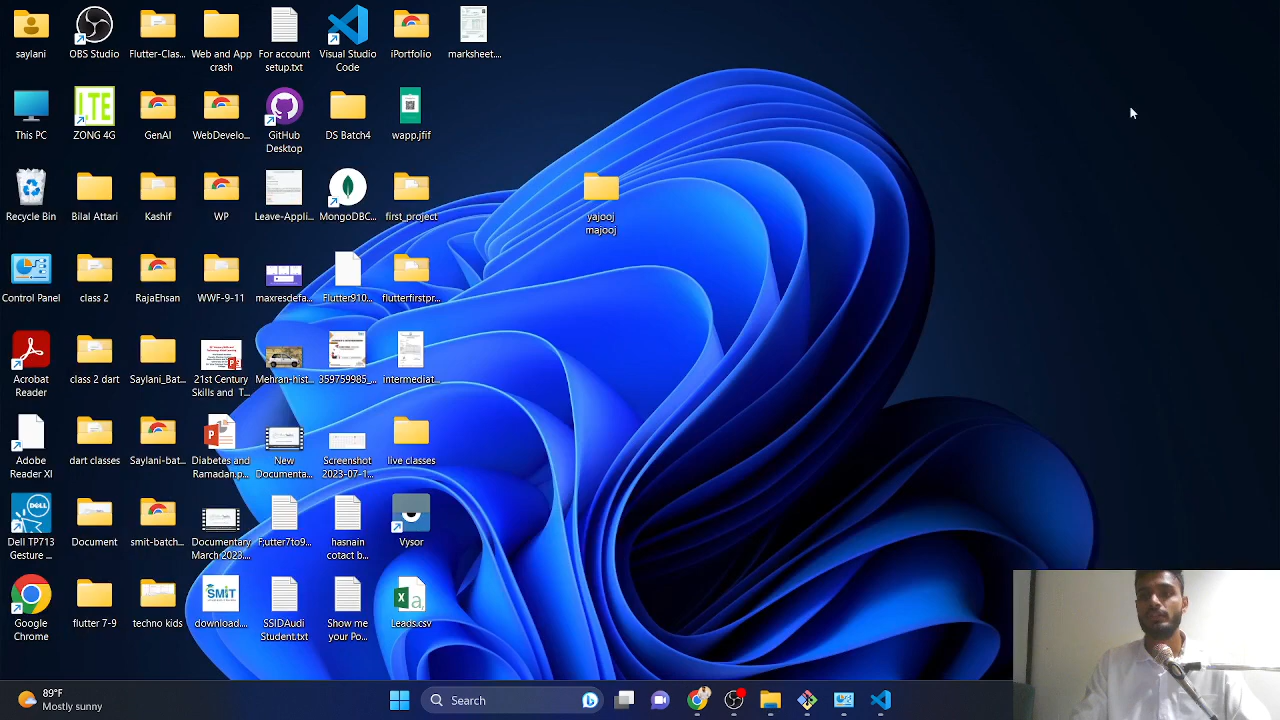 saylani
OBS Studio
Flutter-Clas...
Web and App
crash
For account
setup.txt
Visual Studio
Code
iPortfolio
marksheet...
This PC
ZONG 4G
GenAI
WebDevelo...
GitHub
Desktop
DS Batch4
wapp.jfif
Recycle Bin
Bilal Attari
Kashif
WP
Leave-Appli...
MongoDBC...
first_project
yajooj
majooj
Control Panel
class 2
RajaEhsan
WWF-9-11
maxresdefa...
Flutter910...
flutterfirstpr...
Acrobat
Reader
class 2 dart
Saylani_Bat...
21st Century
Skills and T...
Mehran-hist...
359759985_...
intermediat...
Adobe
Reader XI
dart classes
Saylani-bat...
Diabetes and
Ramadan.p...
New
Documenta...
Screenshot
2023-07-1...
live classes
DELL
Dell TP713
Gesture ...
Document
smit-batch...
Documentary
March 2023...
F;utter7to9...
hasnain
cotact b...
Vysor
Google
Chrome
flutter 7-9
techno kids
SMIT
download....
SSIDAudi
Student.txt
Show me
your Po...
Leaos.csv
89°F
Mostly sunny
Search